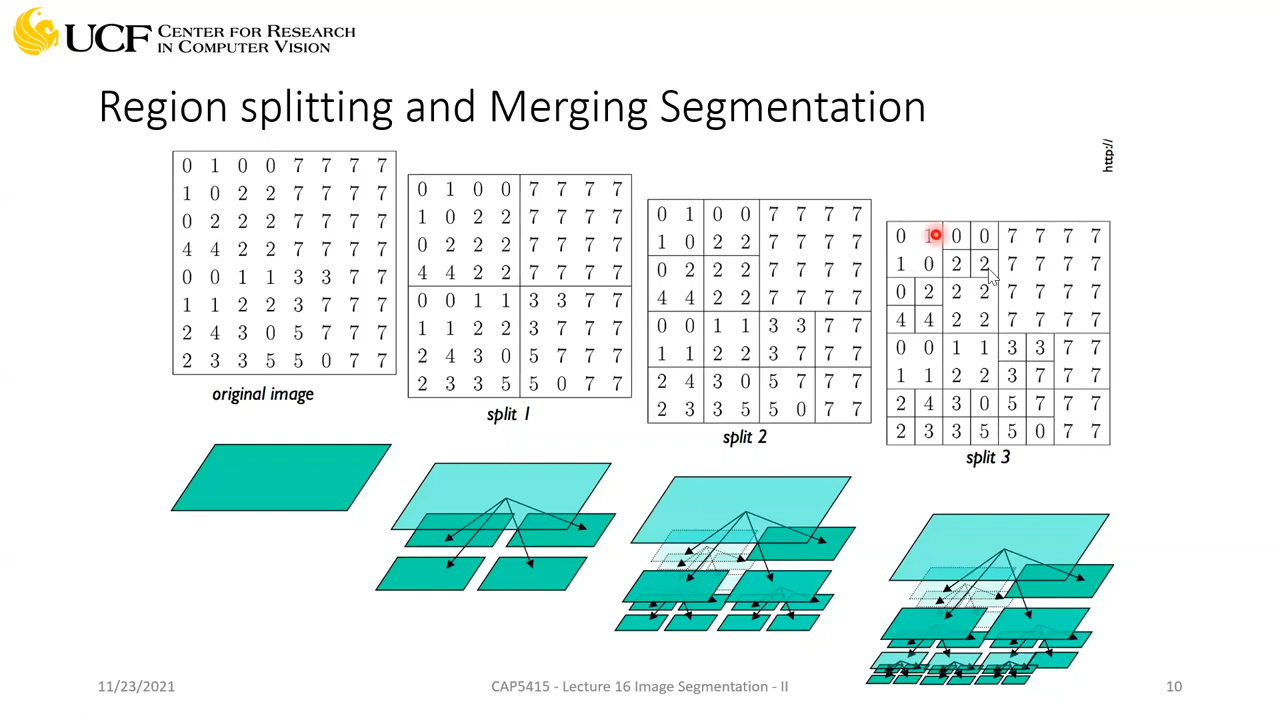 UCF CENTER FOR RESEARCH
IN COMPUTER VISION
Region splitting and Merging Segmentation
http://
0 1 0 0 7 7 7 7
1 0 2 2 7 7 7 7
0 2 2 2 7 7 7 7
4 4 2 2 7 7 7 7
0 0 1 1 3 3 7 7
1 1 2 2 3 7 7 7
2 4 3 0 5 7 7 7
2 3 3 5 5 0 7 7
original image
0 1 0 0 7 7 7 7
1 0 2 2 7 7 7 7
0 2 2 2 7 7 7 7
4 4 2 2 7 7 7 7
0 0 1 1 3 3 7 7
1 1 2 2 3 7 7 7
2 4 3 0 5 7 7 7
2 3 3 5 5 0 7 7
split 1
0 1 0 0 7 7 7 7
1 0 2 2 7 7 7 7
0 2 2 2 7 7 7 7
4 4 2 2 7 7 7 7
0 0 1 1 3 3 7 7
1 1 2 2 3 7 7 7
2 4 3 0 5 7 7 7
2 3 3 5 5 0 7 7
split 2
0 1 0 0 7 7 7 7
1 0 2 2 7 7 7 7
0 2 2 2 7 7 7 7
4 4 2 2 7 7 7 7
0 0 1 1 3 3 7 7
1 1 2 2 3 7 7 7
2 4 3 0 5 7 7 7
2 3 3 5 5 0 7 7
split 3
11/23/2021
CAP5415 - Lecture 16 Image Segmentation - II
10